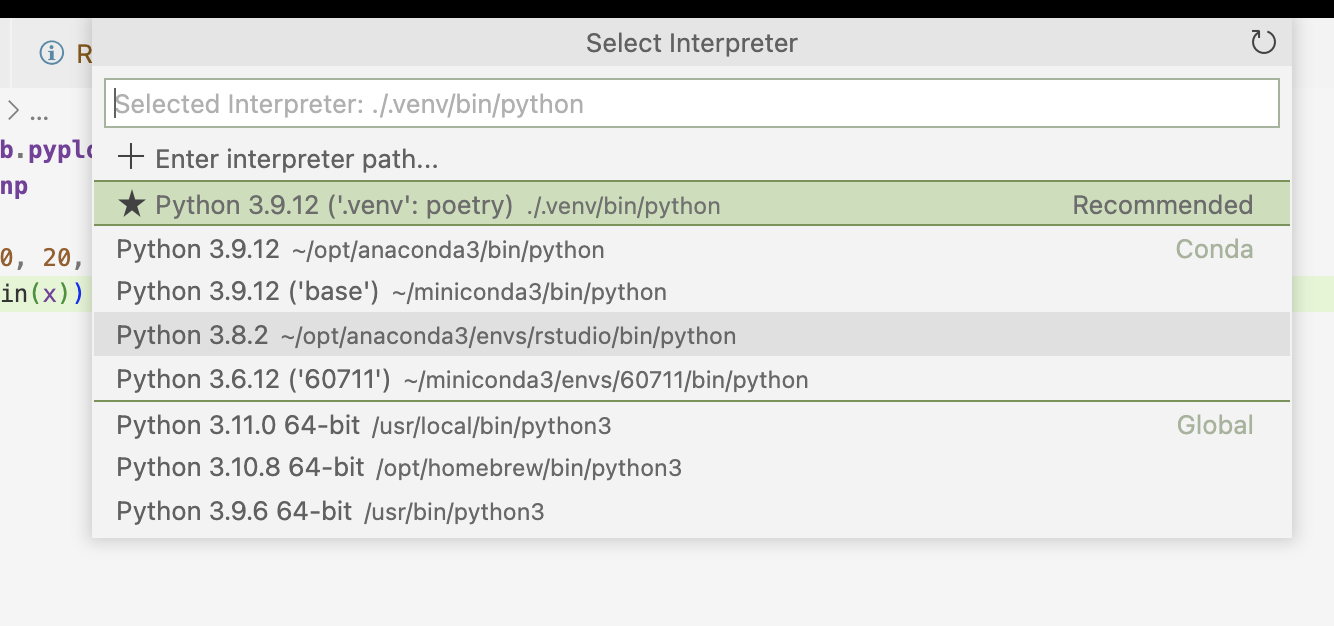 Select Interpreter
R
Selected Interpreter: ./.venv/bin/python
...
b.pyplo
Enter interpreter path...
np
Python 3.9.12 ('.venv': poetry) ./.venv/bin/python Recommended
Python 3.9.12 ~/opt/anaconda3/bin/python Conda
0, 20,
Python 3.9.12 ('base') ~/miniconda3/bin/python
in(x))
Python 3.8.2 ~/opt/anaconda3/envs/rstudio/bin/python
Python 3.6.12 ('60711') ~/miniconda3/envs/60711/bin/python
Python 3.11.0 64-bit /usr/local/bin/python3 Global
Python 3.10.8 64-bit /opt/homebrew/bin/python3
Python 3.9.6 64-bit /usr/bin/python3